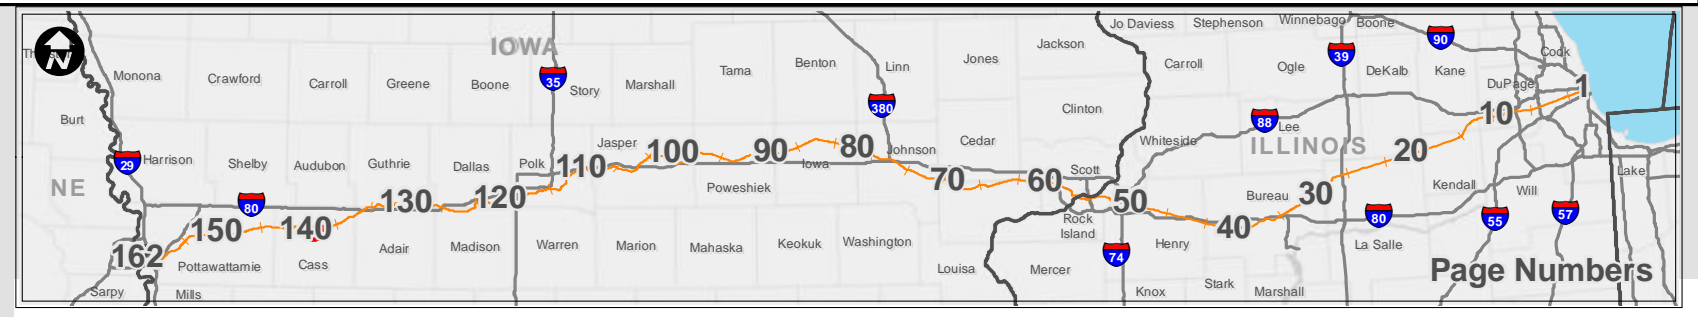 Jo Daviess Stephenson Winnebago Boone
IOWA Jackson 90 Cook
N 39
Monona Crawford Carroll Greene Boone 35 Story Marshall Tama Benton Linn Jones Carroll Ogle DeKalb Kane DuPage 1
380 Clinton 10
Burt 88 Lee
Jasper 100 90 80 Johnson Cedar Whiteside ILLINOIS 20
29 Harrison Shelby Audubon Guthrie Dallas Polk 110 Iowa Scott Lake
NE 80 130 120 Poweshiek 70 60 50 Bureau 30 Kendall Will
150 140 Rock
Island 40 80 55 57
162 Adair Madison Warren Marion Mahaska Keokuk Washington 74 Henry La Salle
Pottawattamie Cass Louisa Mercer Page Numbers
Sarpy Mills Knox Stark Marshall